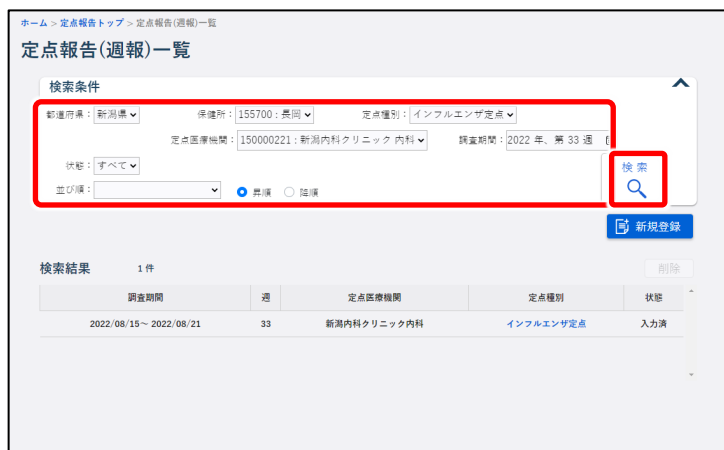 ホーム > 定点報告トップ > 定点報告(週報)一覧
定点報告(週報)一覧
検索条件
都道府県： 新潟県 保健所： 155700：長岡 定点種別： インフルエンザ定点
定点医療機関： 150000221：新潟内科クリニック 内科 調査期間： 2022 年、第 33 週
状態： すべて
検索
並び順： 昇順 降順
新規登録
検索結果 1 件 削除
調査期間 週 定点医療機関 定点種別 状態
2022/08/15～ 2022/08/21 33 新潟内科クリニック内科 インフルエンザ定点 入力済